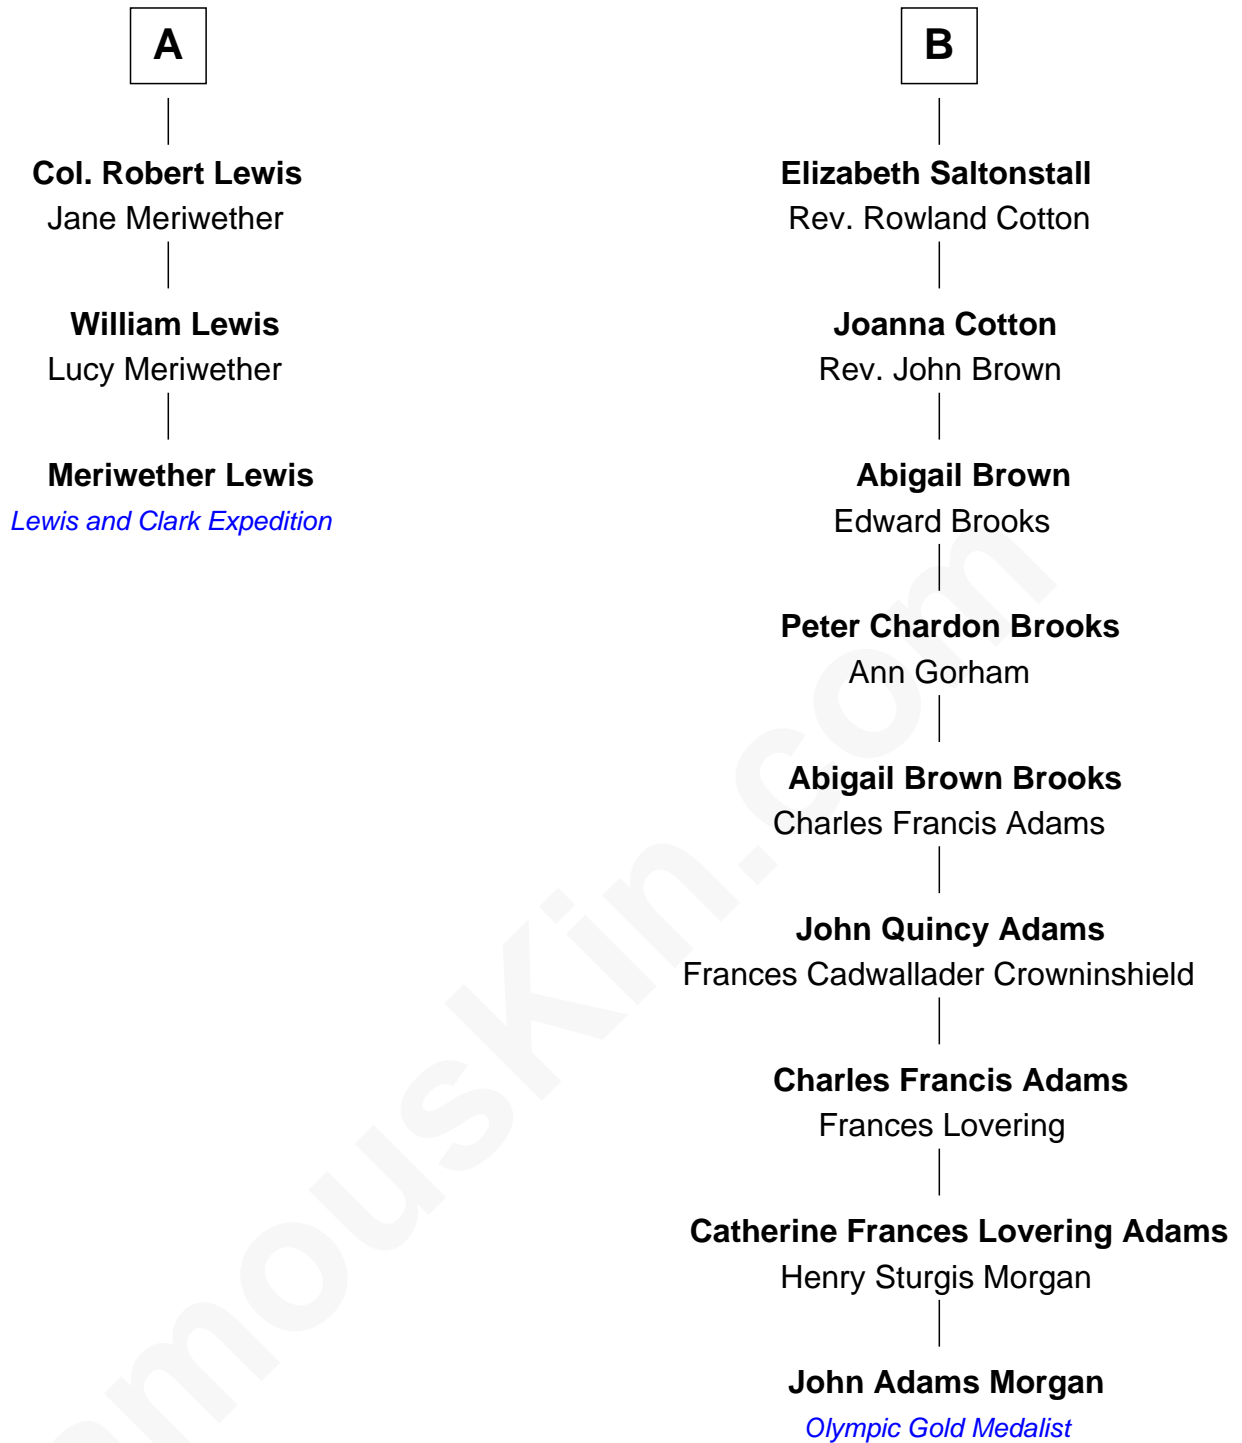 A
Col. Robert Lewis
Jane Meriwether
William Lewis
Lucy Meriwether
Meriwether Lewis
Lewis and Clark Expedition
B
Elizabeth Saltonstall
Rev. Rowland Cotton
Joanna Cotton
Rev. John Brown
Abigail Brown
Edward Brooks
Peter Chardon Brooks
Ann Gorham
Abigail Brown Brooks
Charles Francis Adams
John Quincy Adams
Frances Cadwallader Crowninshield
Charles Francis Adams
Frances Lovering
Catherine Frances Lovering Adams
Henry Sturgis Morgan
John Adams Morgan
Olympic Gold Medalist
amouskin.com